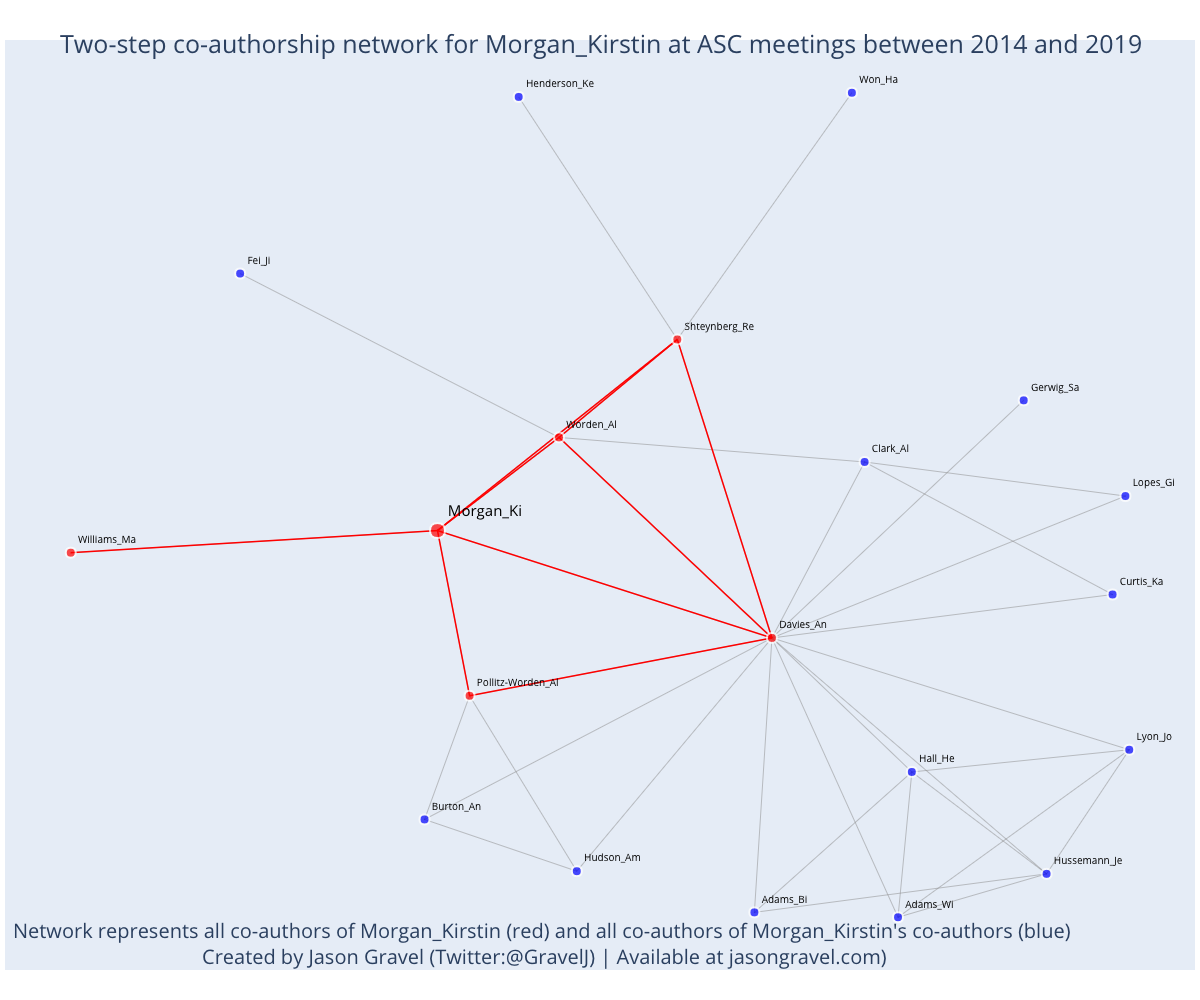 Two-step co-authorship network for Morgan_Kirstin at ASC meetings between 2014 and 2019
Won_Ha
Henderson_Ke
Fei_Ji
Shteynberg_Re
Gerwig_Sa
Worden_Al
Clark_Al
Lopes_Gi
Morgan_Ki
Williams_Ma
Curtis_Ka
Davies_An
Pollitz-Worden_Al
Lyon_Jo
Hall_He
Burton_An
Hudson_Am
Hussemann_Je
Adams_Bi
Adams_Wi
Network represents all co-authors of Morgan_Kirstin (red) and all co-authors of Morgan_Kirstin's co-authors (blue)
Created by Jason Gravel (Twitter:@GravelJ) | Available at jasongravel.com)